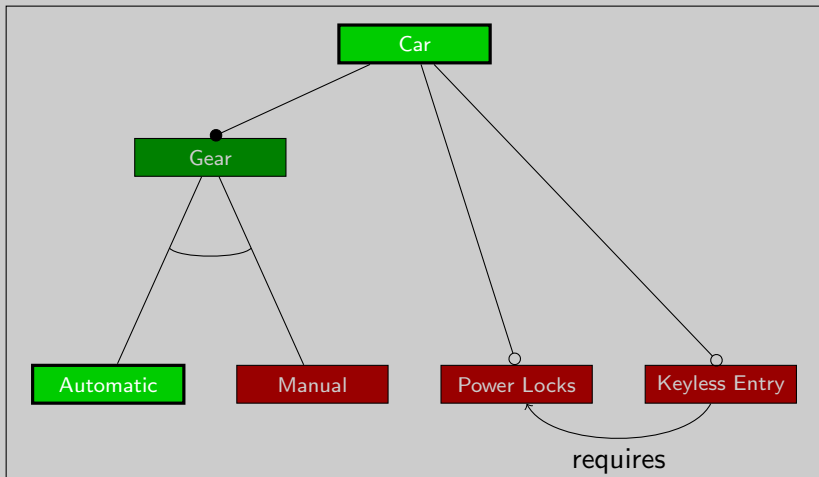 Car
Gear
Automatic
Manual
Power Locks
Keyless Entry
requires